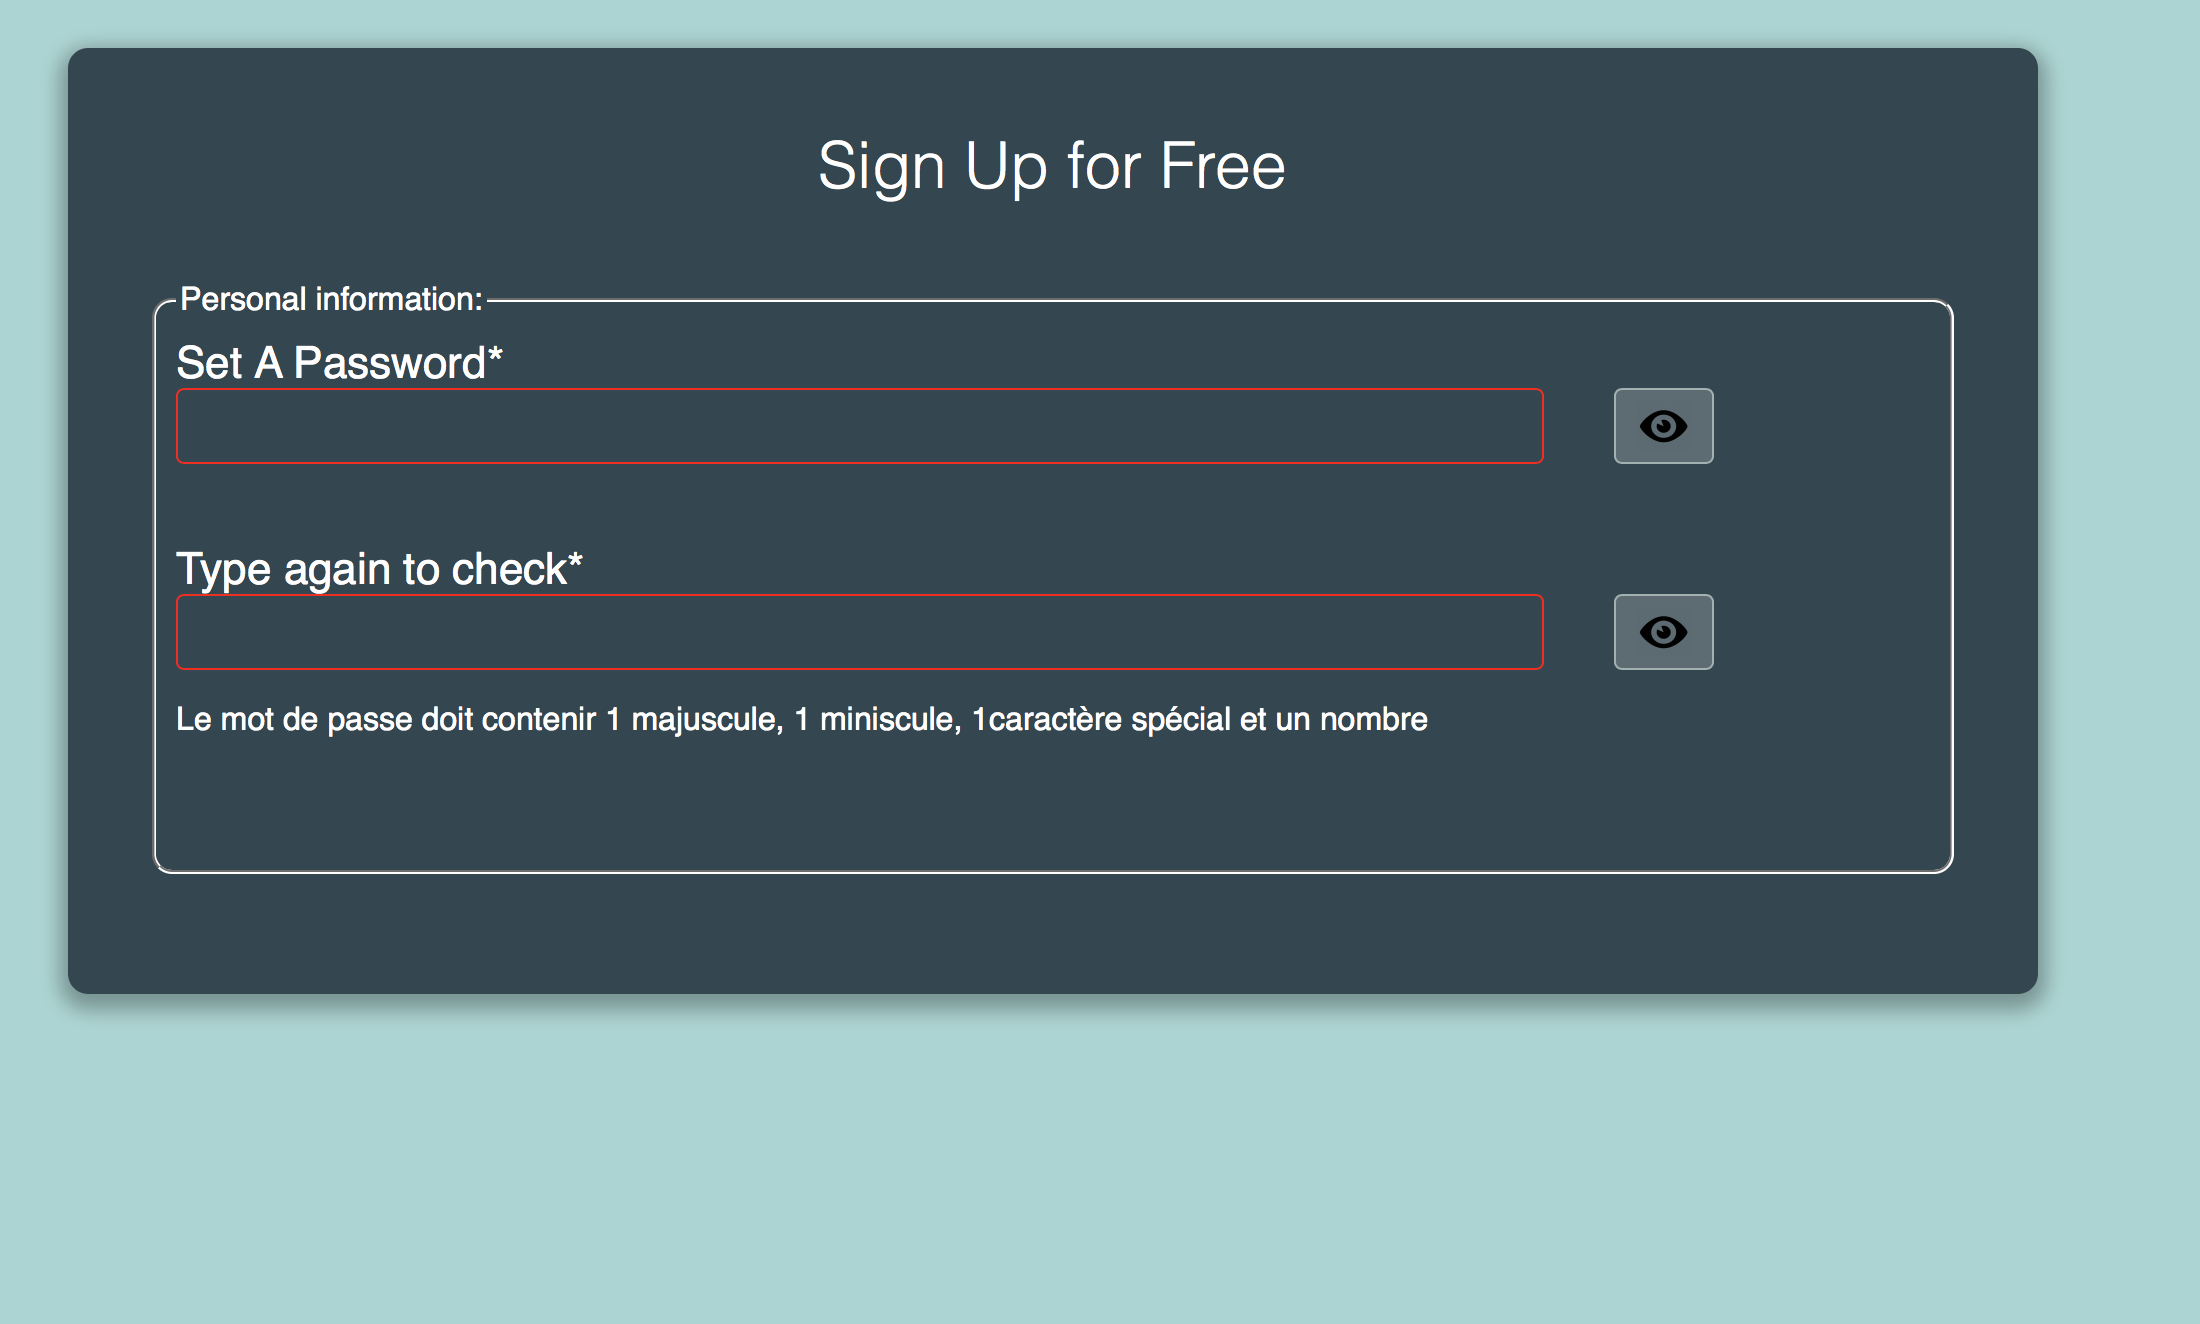 Sign Up for Free
Personal information:
Set A Password*
Type again to check*
Le mot de passe doit contenir 1 majuscule, 1 miniscule, 1caractère spécial et un nombre